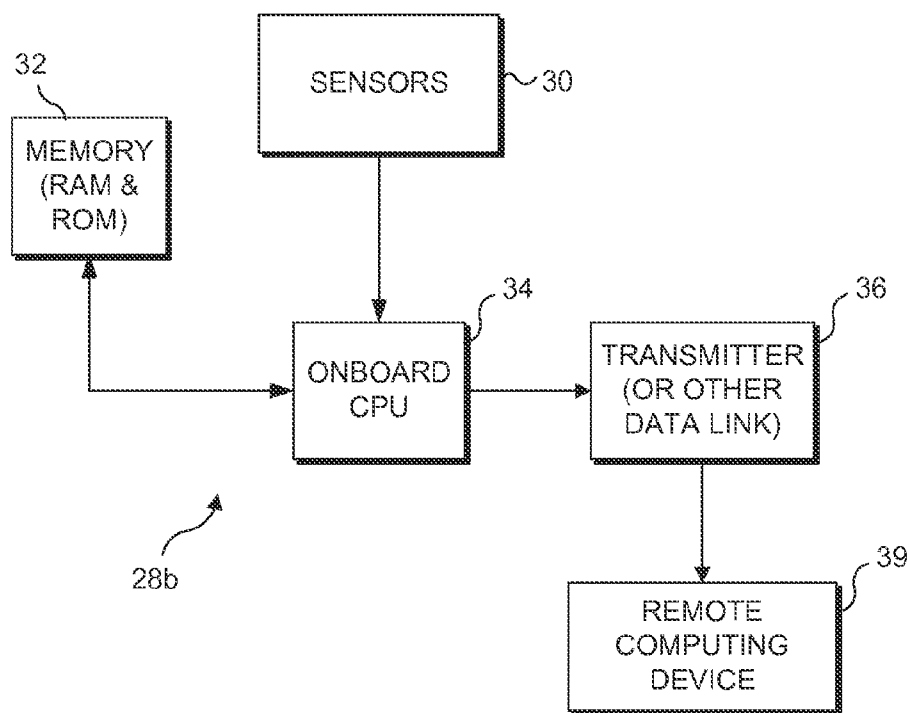 32
MEMORY
(RAM &
ROM)
SENSORS
30
34
ONBOARD
CPU
36
TRANSMITTER
(OR OTHER
DATA LINK)
28b
39
REMOTE
COMPUTING
DEVICE